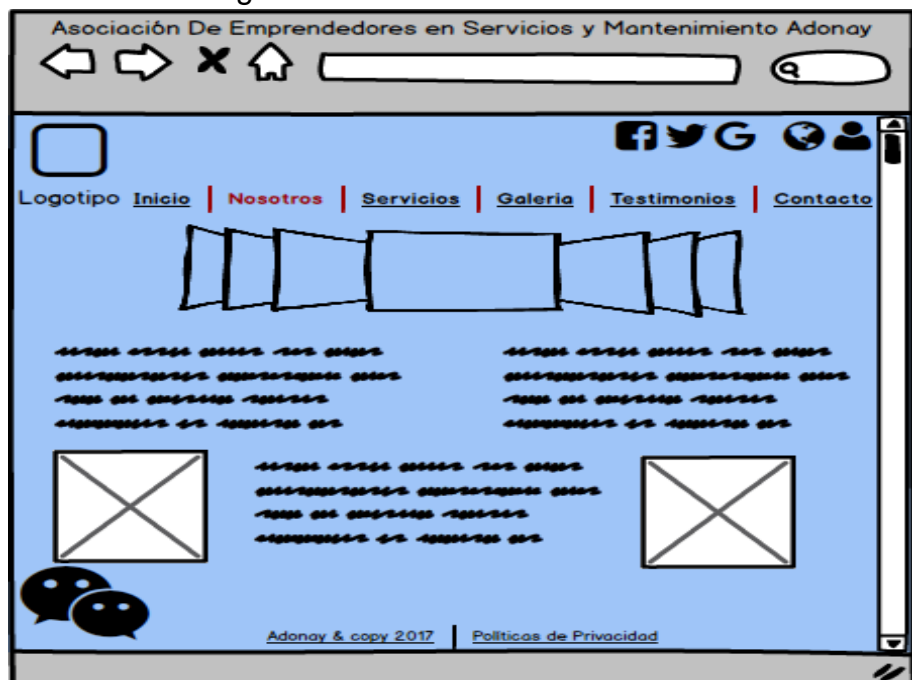 Asociación De Emprendedores en Servicios y Mantenimiento Adonay
Logotipo Inicio | Nosotros | Servicios | Galeria | Testimonios | Contacto
Adonay & copy 2017 | Políticas de Privacidad